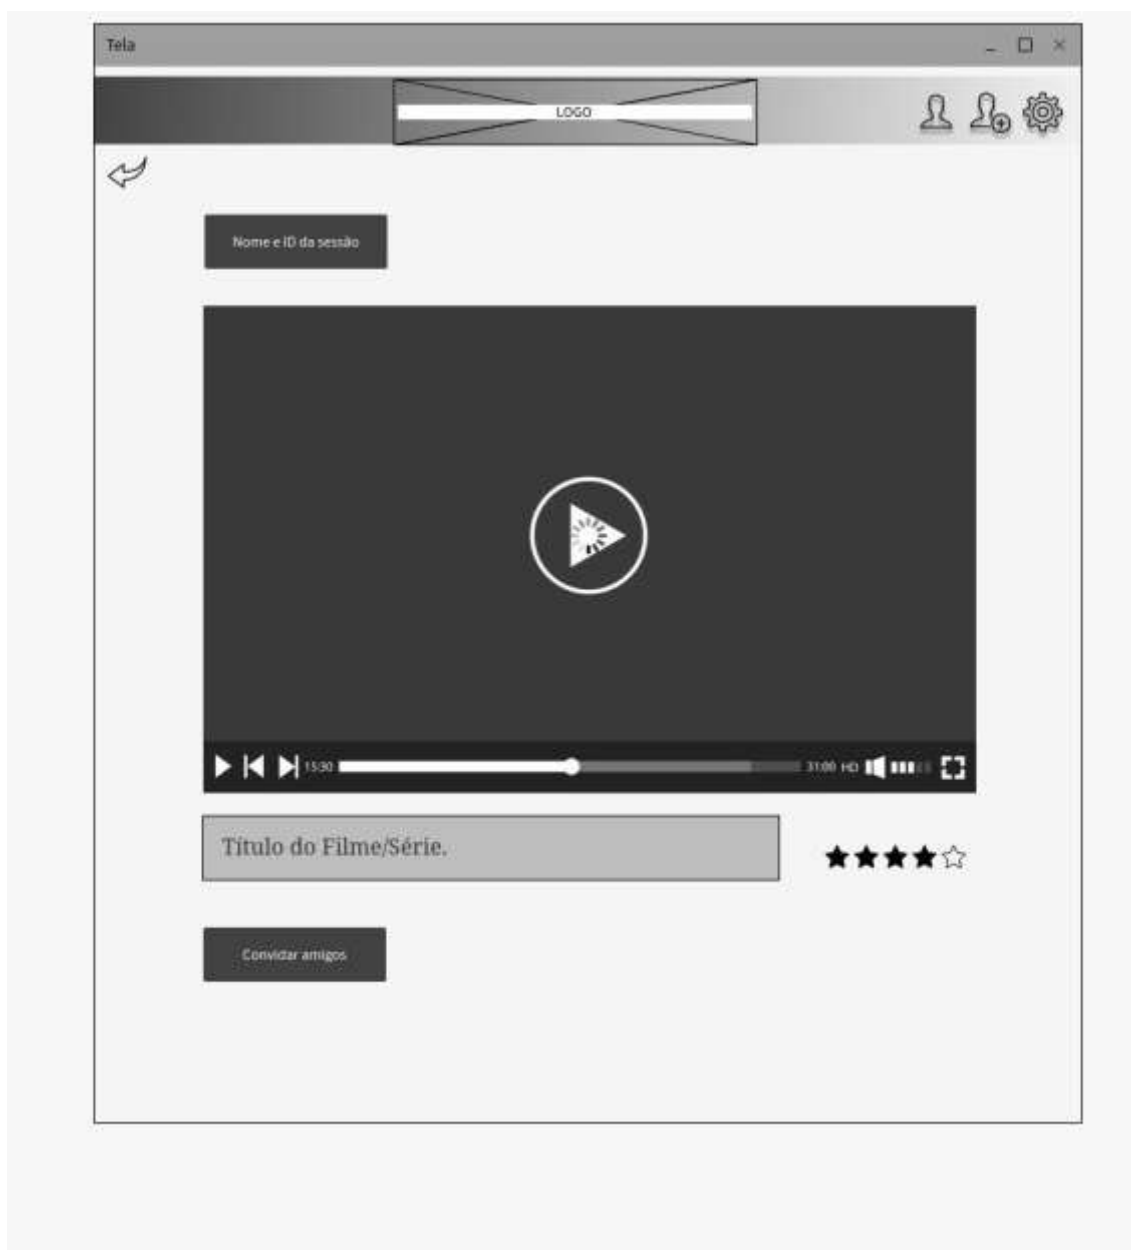 Tela
LOGO
Nome e ID da sessão
15:30
31:00 HD
Título do Filme/Série.
Convidar amigos